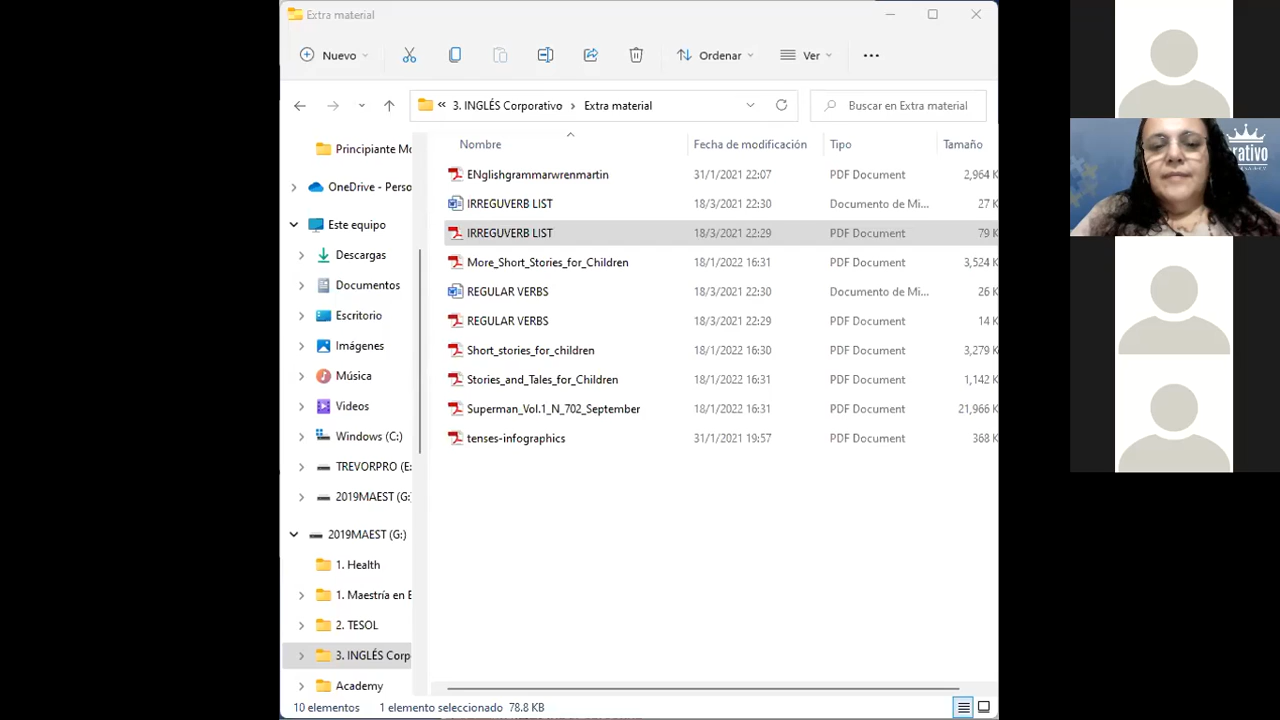 Extra material
Nuevo
Ordenar
Ver
« 3. INGLÉS Corporativo > Extra material
Buscar en Extra material
Nombre Fecha de modificación Tipo Tamaño
ENglishgrammarwrenmartin 31/1/2021 22:07 PDF Document 2,964 K
IRREGUVERB LIST 18/3/2021 22:30 Documento de Mi... 27 K
IRREGUVERB LIST 18/3/2021 22:29 PDF Document 79 K
More_Short_Stories_for_Children 18/1/2022 16:31 PDF Document 3,524 K
REGULAR VERBS 18/3/2021 22:30 Documento de Mi... 26 K
REGULAR VERBS 18/3/2021 22:29 PDF Document 14 K
Short_stories_for_children 18/1/2022 16:30 PDF Document 3,279 K
Stories_and_Tales_for_Children 18/1/2022 16:31 PDF Document 1,142 K
Superman_Vol.1_N_702_September 18/1/2022 16:31 PDF Document 21,966 K
tenses-infographics 31/1/2021 19:57 PDF Document 368 K
Principiante Mo
OneDrive - Perso
Este equipo
Descargas
Documentos
Escritorio
Imágenes
Música
Videos
Windows (C:)
TREVORPRO (E:
2019MAEST (G:
2019MAEST (G:)
1. Health
1. Maestría en E
2. TESOL
3. INGLÉS Corp
Academy
10 elementos 1 elemento seleccionado 78.8 KB
rativo